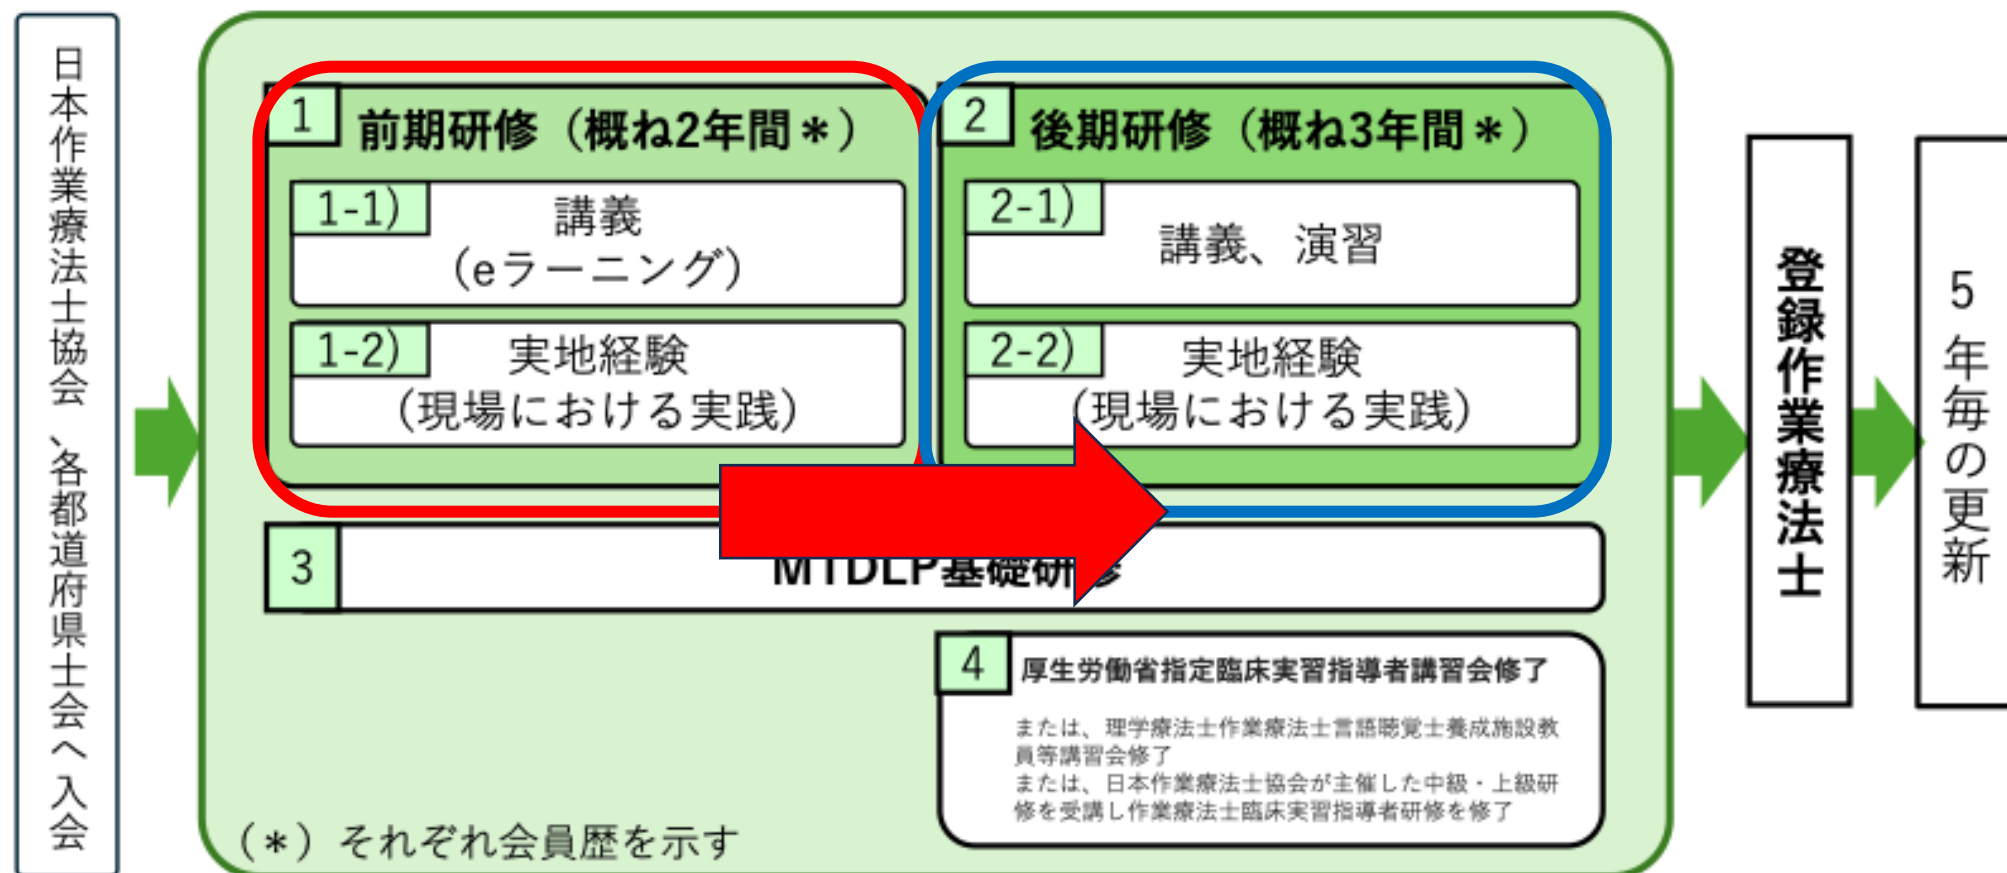 日本作業療法士協会、各都道府県士会へ入会
1
前期研修（概ね2年間＊）
1-1）
講義
（eラーニング）
1-2）
実地経験
（現場における実践）
2
後期研修（概ね3年間＊）
2-1）
講義、演習
2-2）
実地経験
（現場における実践）
3
MTDLP基礎研修
4
厚生労働省指定臨床実習指導者講習会修了
または、理学療法士作業療法士言語聴覚士養成施設教
員等講習会修了
または、日本作業療法士協会が主催した中級・上級研
修を受講し作業療法士臨床実習指導者研修を修了
（＊）それぞれ会員歴を示す
登録作業療法士
5年毎の更新